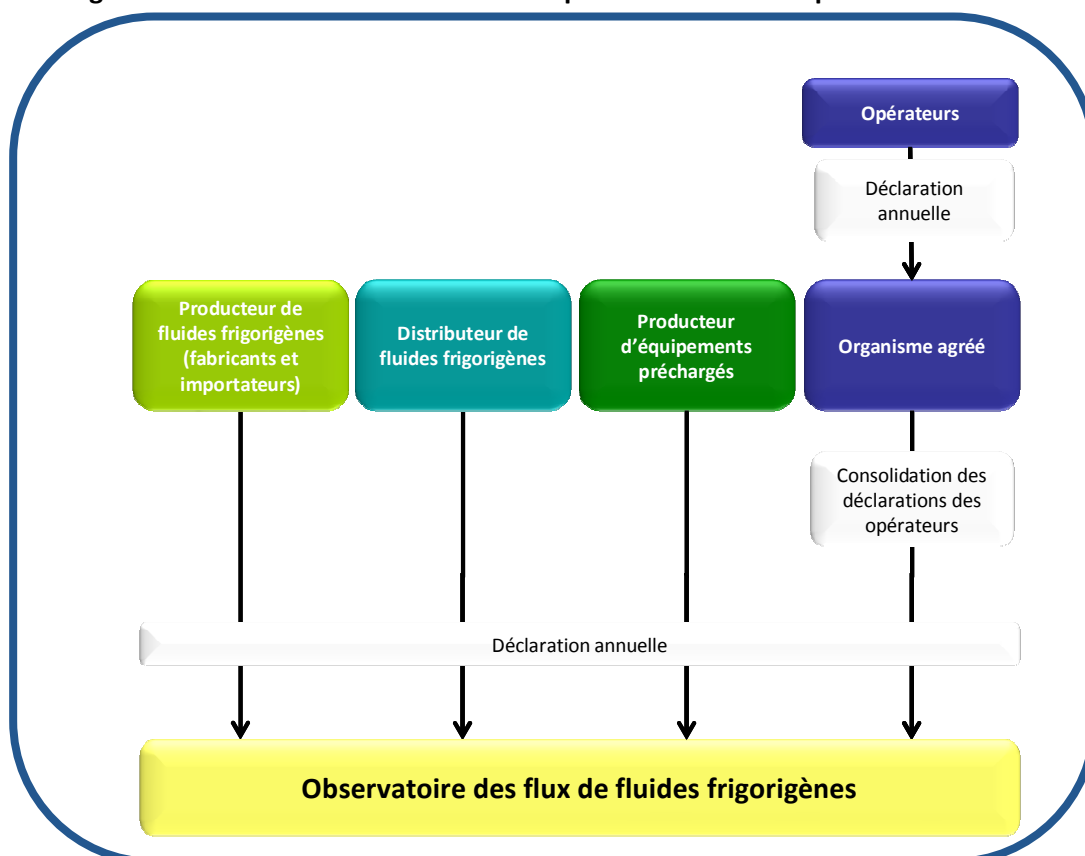 Opérateurs
Déclaration
annuelle
Producteur de
fluides frigorigènes
(fabricants et
importateurs)
Distributeur de
fluides frigorigènes
Producteur
d’équipements
préchargés
Organisme agréé
Consolidation des
déclarations des
opérateurs
Déclaration annuelle
Observatoire des flux de fluides frigorigènes